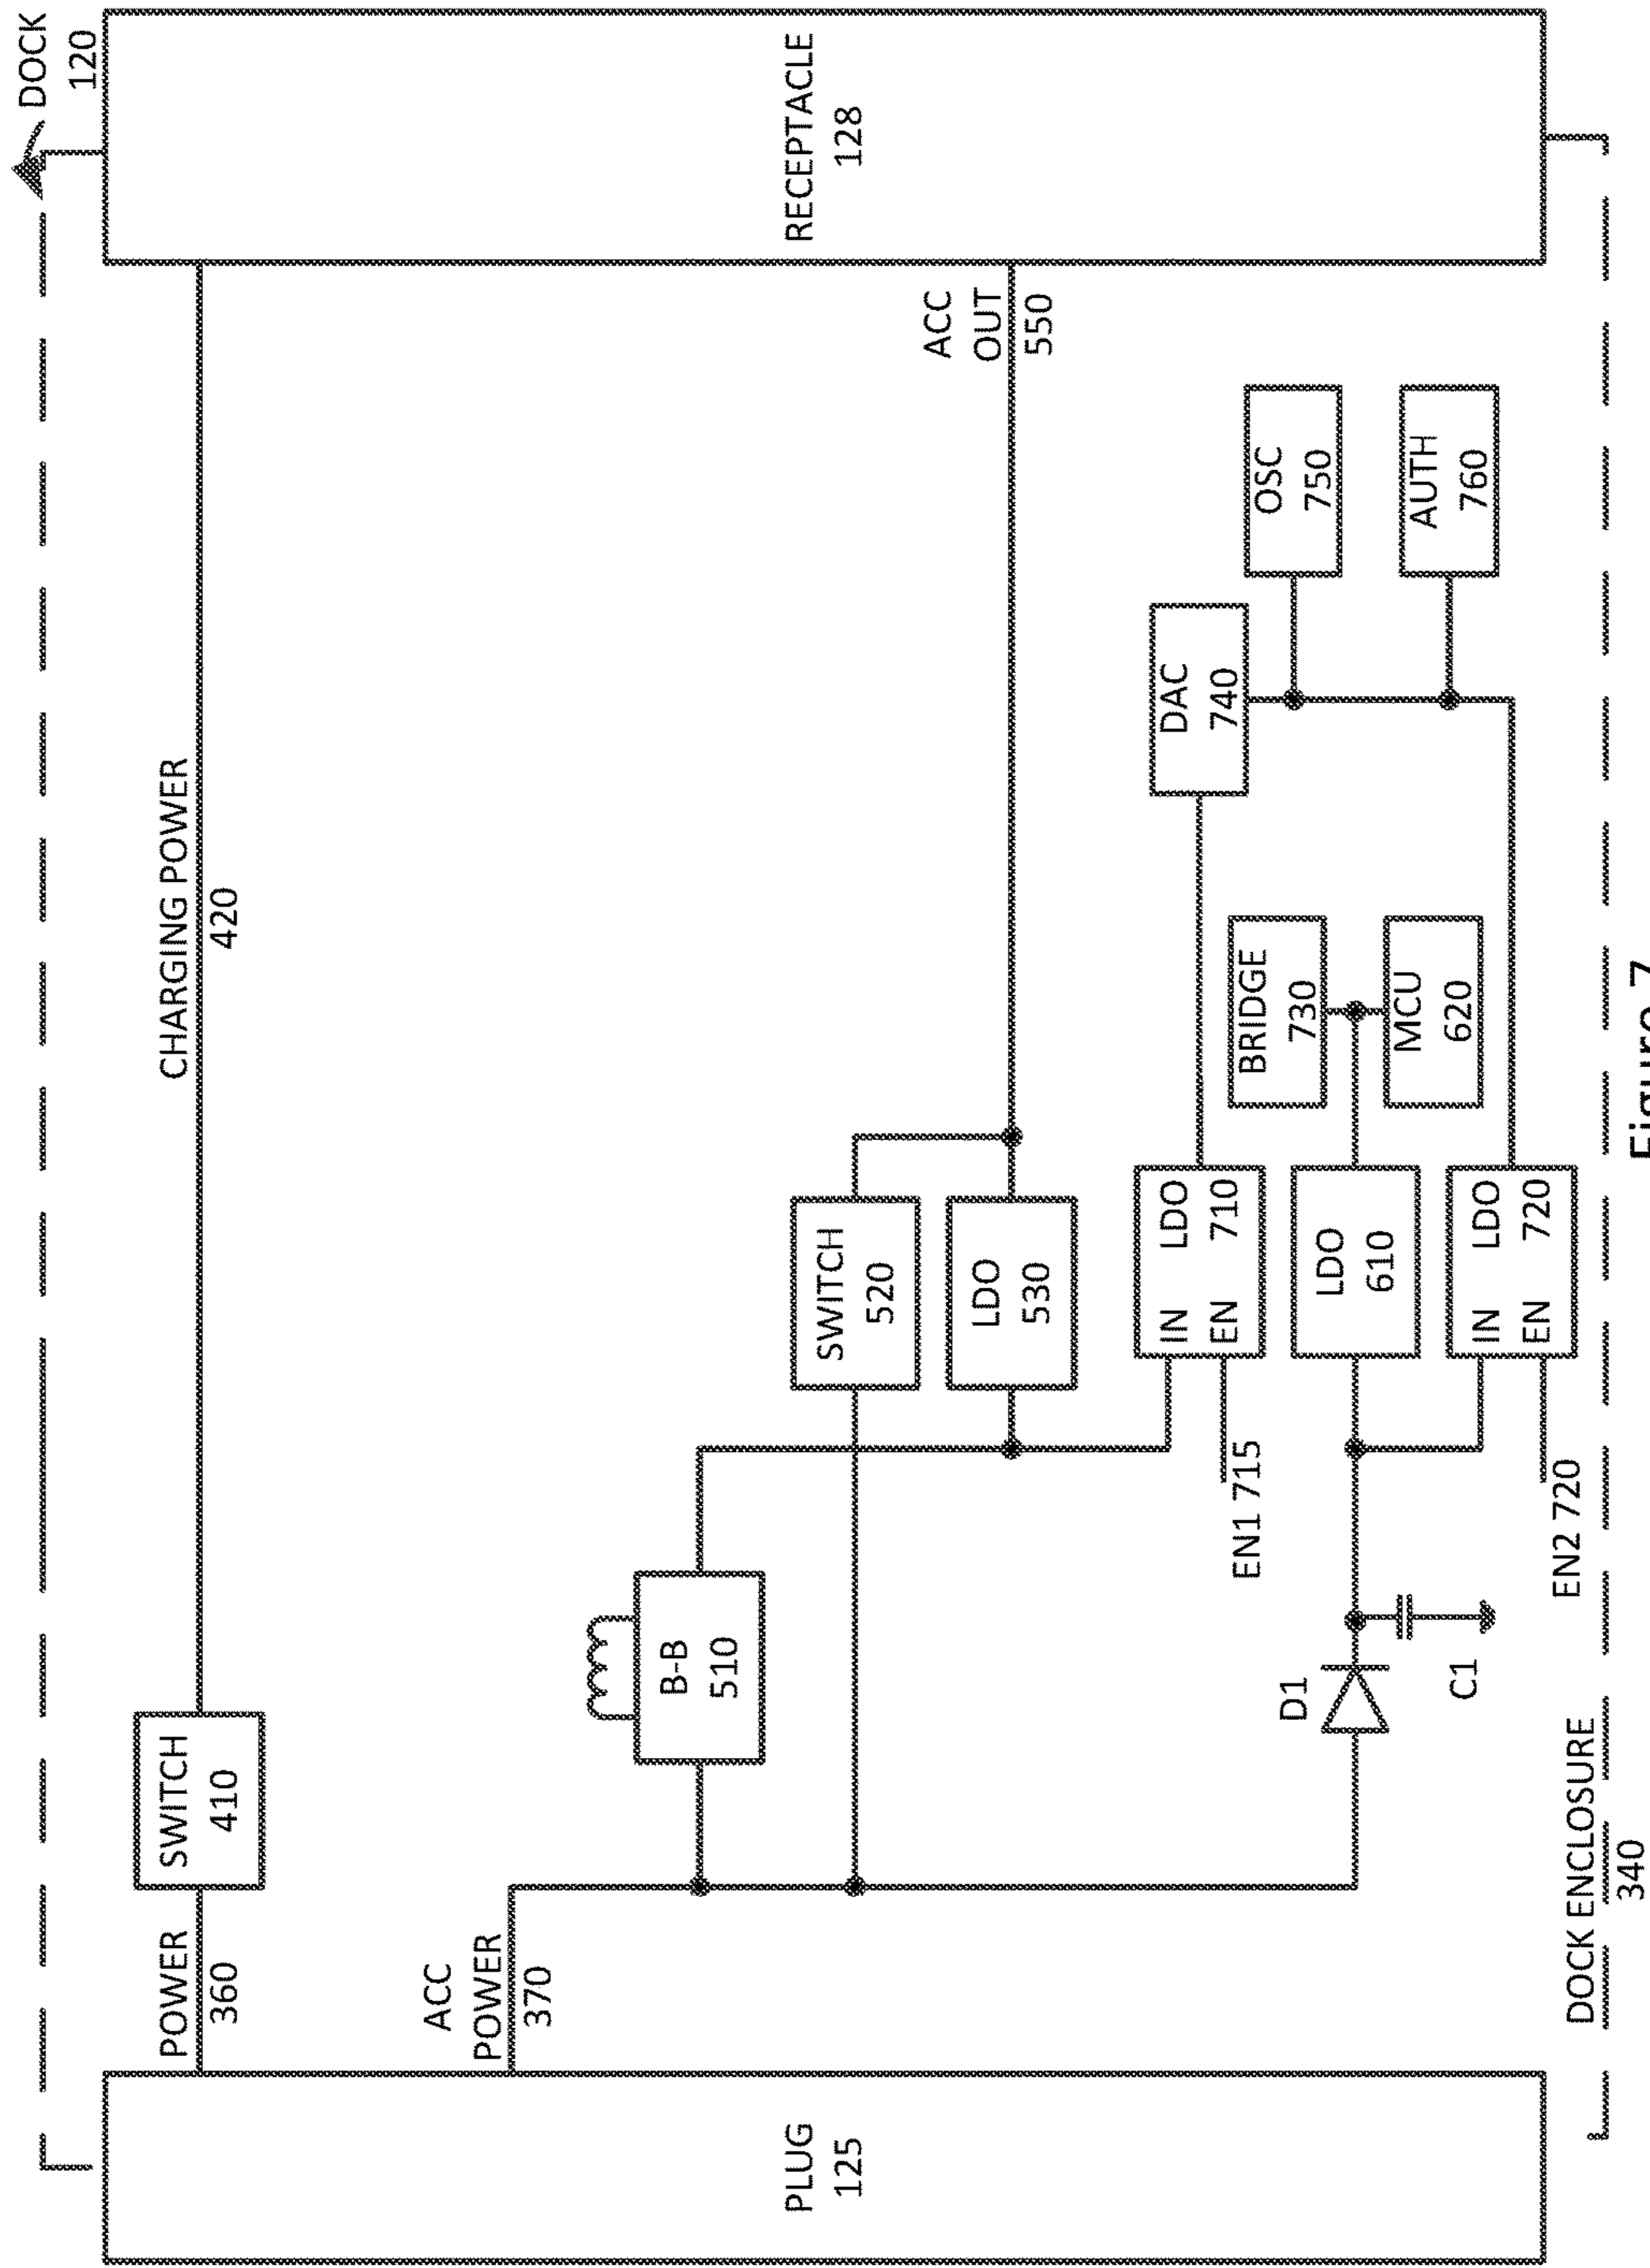 DOCK
120
POWER
360
SWITCH
410
CHARGING POWER
420
ACC
POWER
370
PLUG
125
RECEPTACLE
128
B-B
510
SWITCH
520
LDO
530
ACC
OUT
550
IN LDO
EN 710
EN1 715
DAC
740
OSC
750
BRIDGE
730
LDO
610
D1
MCU
620
AUTH
760
C1
IN LDO
EN 720
EN2 720
DOCK ENCLOSURE
340
Figure 7